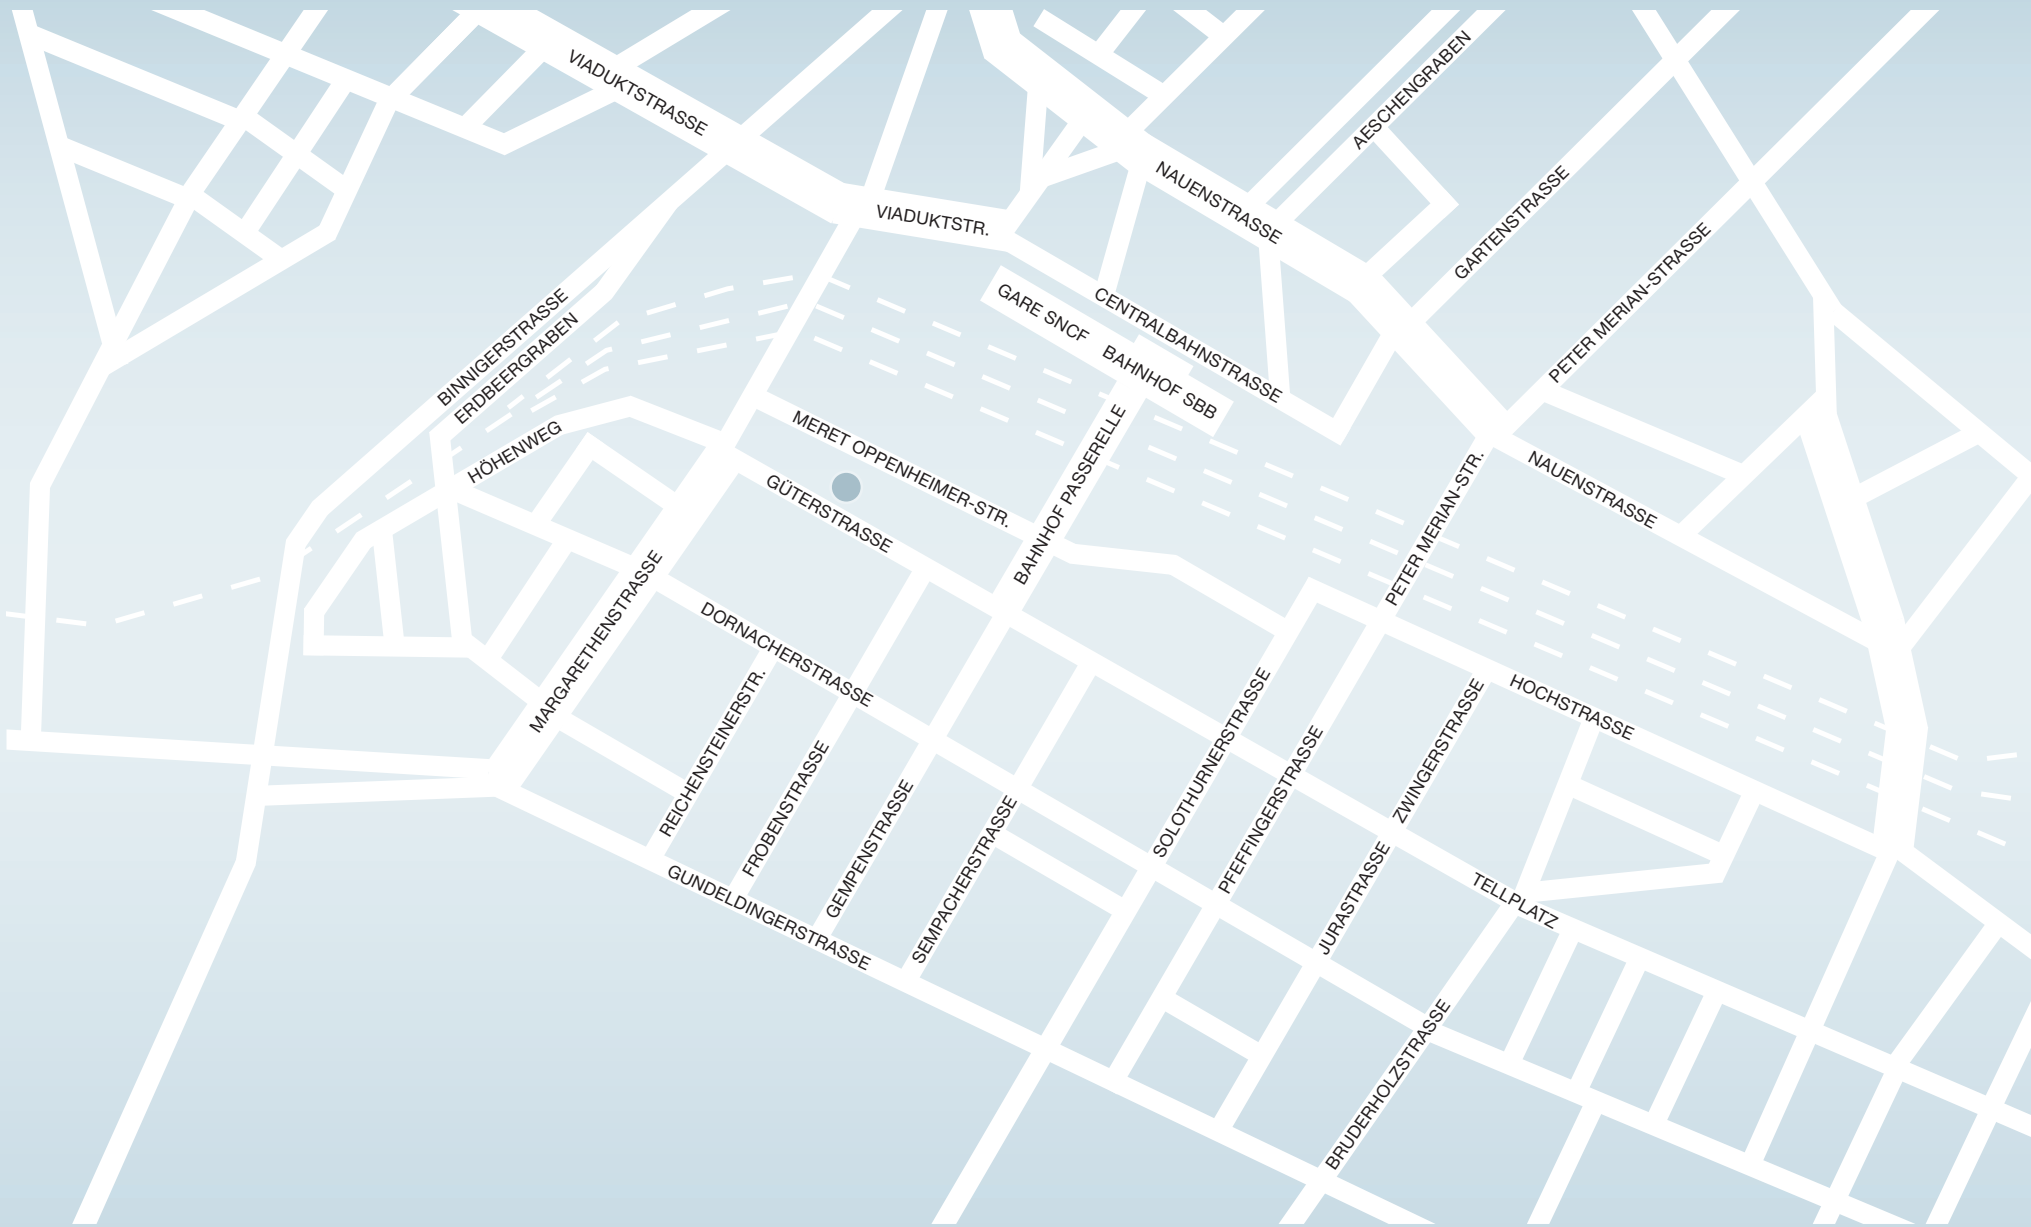 VIADUKTSTRASSE
AESCHENGRABEN
NAUENSTRASSE
VIADUKTSTR.
GARTENSTRASSE
PETER MERIAN-STRASSE
BINNIGERSTRASSE
ERDBEERGRABEN
GARE SNCF
BAHNHOF SBB
CENTRALBAHNSTRASSE
HÖHENWEG
MERET OPPENHEIMER-STR.
GÜTERSTRASSE
BAHNHOF PASSERELLE
PETER MERIAN-STR.
NAUENSTRASSE
MARGARETHENSTRASSE
DORNACHERSTRASSE
REICHENSTEINERSTR.
FROBENSTRASSE
GEMPENSTRASSE
SEMPACHERSTRASSE
SOLOTHURNERSTRASSE
PFEFFINGERSTRASSE
ZWINGERSTRASSE
HOCHSTRASSE
JURASTRASSE
TELLPLATZ
GUNDELDINGERSTRASSE
BRUDERHOLZSTRASSE